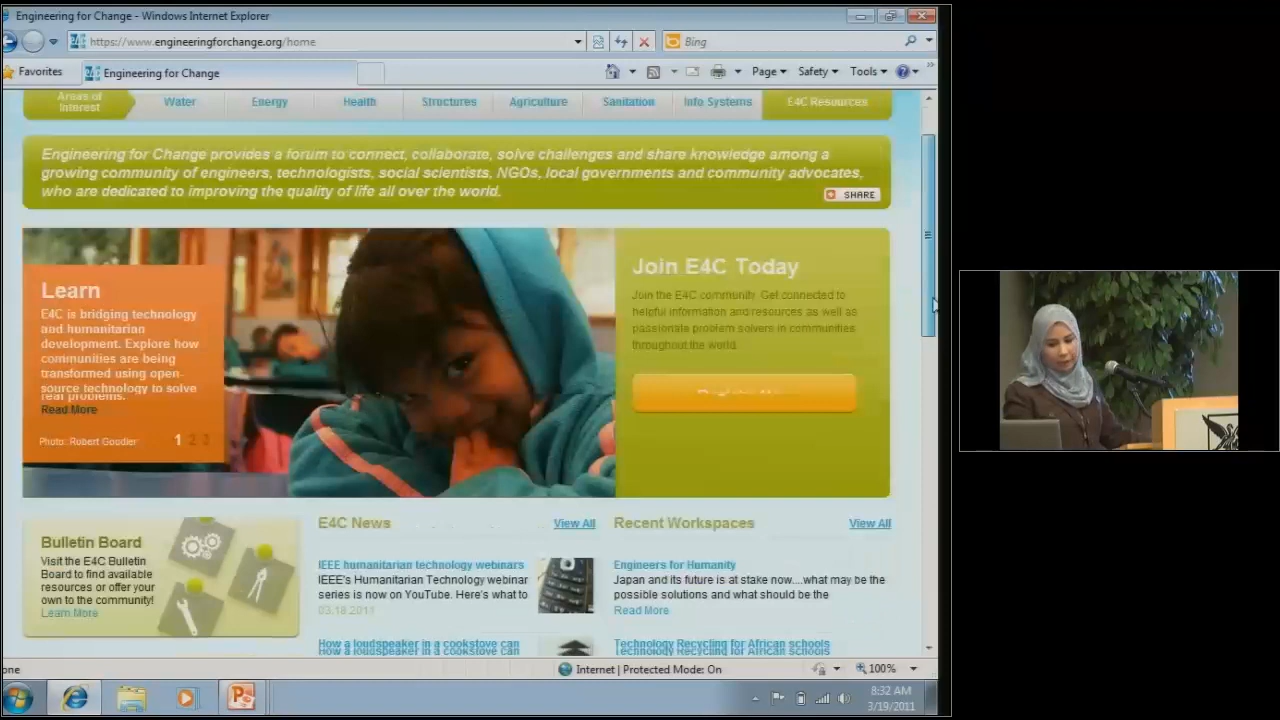 Engineering for Change - Windows Internet Explorer
https://www.engineeringforchange.org/home
Bing
Favorites
Engineering for Change
Page
Safety
Tools
Areas of
Interest
Water
Energy
Health
Structures
Agriculture
Sanitation
Info Systems
E4C Resources
Engineering for Change provides a forum to connect, collaborate, solve challenges and share knowledge among a
growing community of engineers, technologists, social scientists, NGOs, local governments and community advocates,
who are dedicated to improving the quality of life all over the world.
SHARE
Learn
E4C is bridging technology
and humanitarian
development. Explore how
communities are being
transformed using open-
source technology to solve
real problems.
Read More
Photo: Robert Goodier
1 2 3
Join E4C Today
Join the E4C community. Get connected to
helpful information and resources as well as
passionate problem solvers in communities
throughout the world.
Bulletin Board
Visit the E4C Bulletin
Board to find available
resources or offer your
own to the community!
Learn More
E4C News
View All
IEEE humanitarian technology webinars
IEEE's Humanitarian Technology webinar
series is now on YouTube. Here's what to
03.18.2011
How a loudspeaker in a cookstove can
Recent Workspaces
View All
Engineers for Humanity
Japan and its future is at stake now....what may be the
possible solutions and what should be the
Read More
Technology Recycling for African schools
one
Internet | Protected Mode: On
100%
8:32 AM
3/19/2011